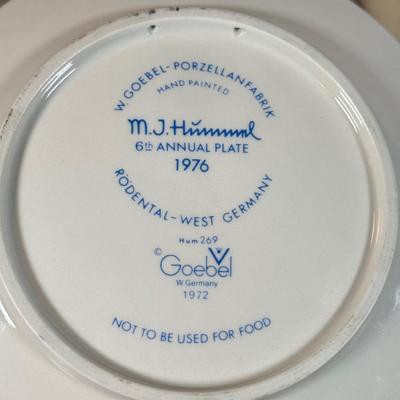 W. GOEBEL-PORZELLANFABRIK
HAND PAINTED
M.J.Hümmel
6th ANNUAL PLATE
1976
RÖDENTAL-WEST GERMANY
Hum 269
© Goebel
W. Germany
1972
NOT TO BE USED FOR FOOD